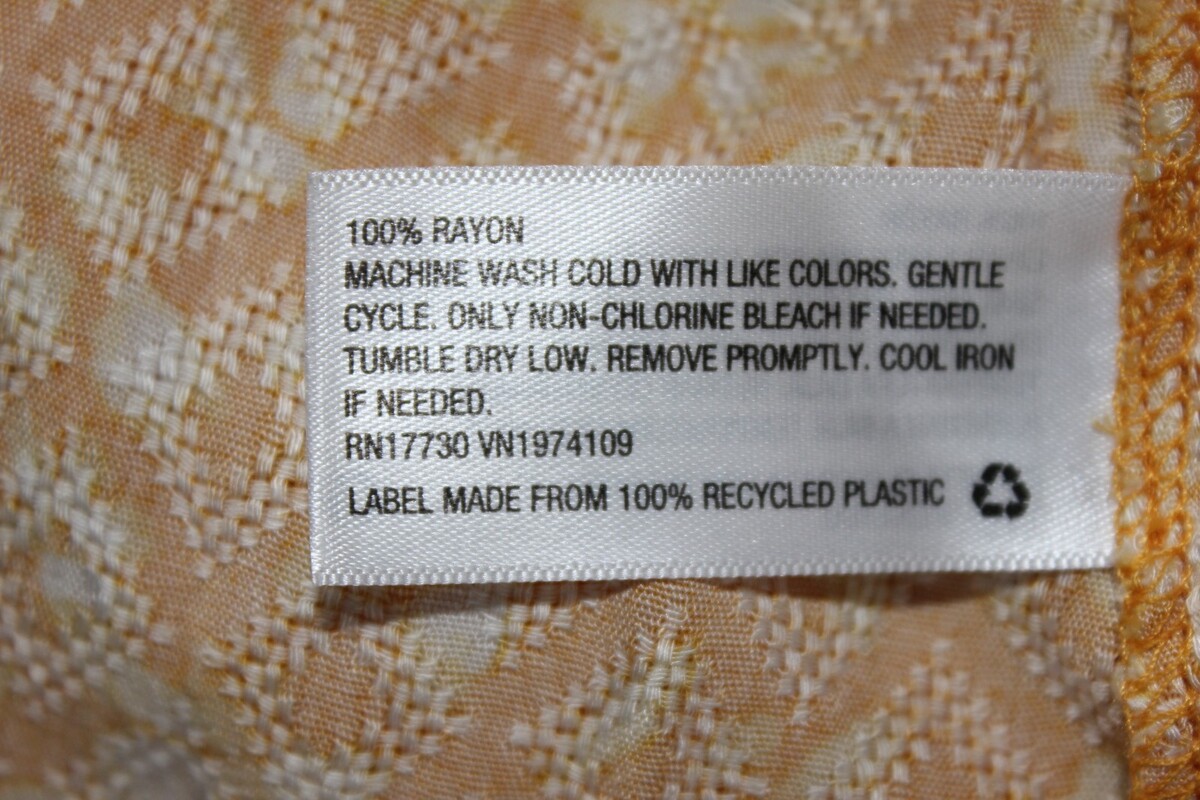 100% RAYON
MACHINE WASH COLD WITH LIKE COLORS. GENTLE
CYCLE. ONLY NON-CHLORINE BLEACH IF NEEDED.
TUMBLE DRY LOW. REMOVE PROMPTLY. COOL IRON
IF NEEDED.
RN17730 VN1974109
LABEL MADE FROM 100% RECYCLED PLASTIC